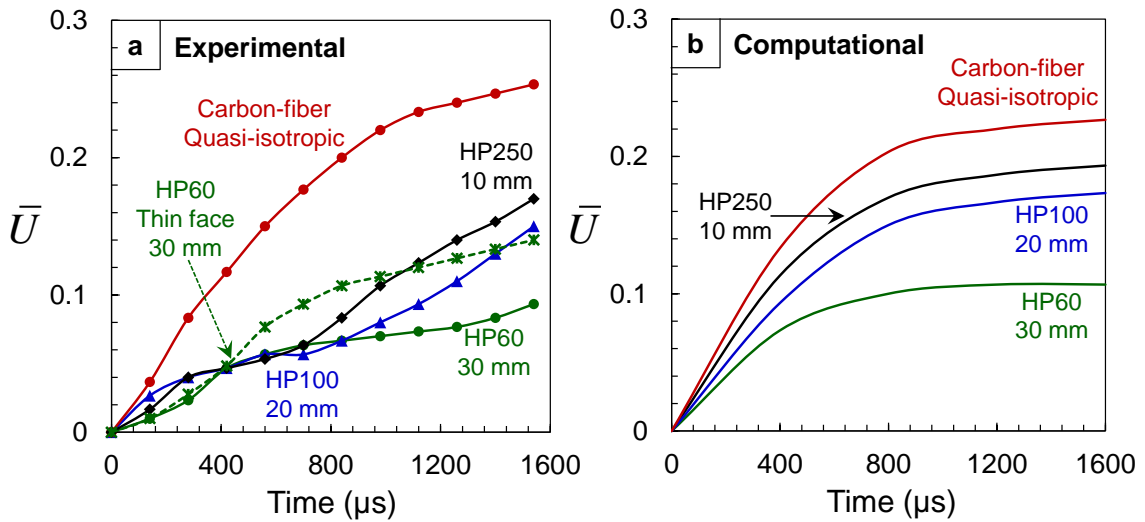 a Experimental
0.3
0.2
0.1
0
Ū
Carbon-fiber
Quasi-isotropic
HP60
Thin face
30 mm
HP250
10 mm
HP100
20 mm
HP60
30 mm
0 400 800 1200 1600
Time (µs)
b Computational
0.3
0.2
0.1
0
Ū
Carbon-fiber
Quasi-isotropic
HP250
10 mm
HP100
20 mm
HP60
30 mm
0 400 800 1200 1600
Time (µs)